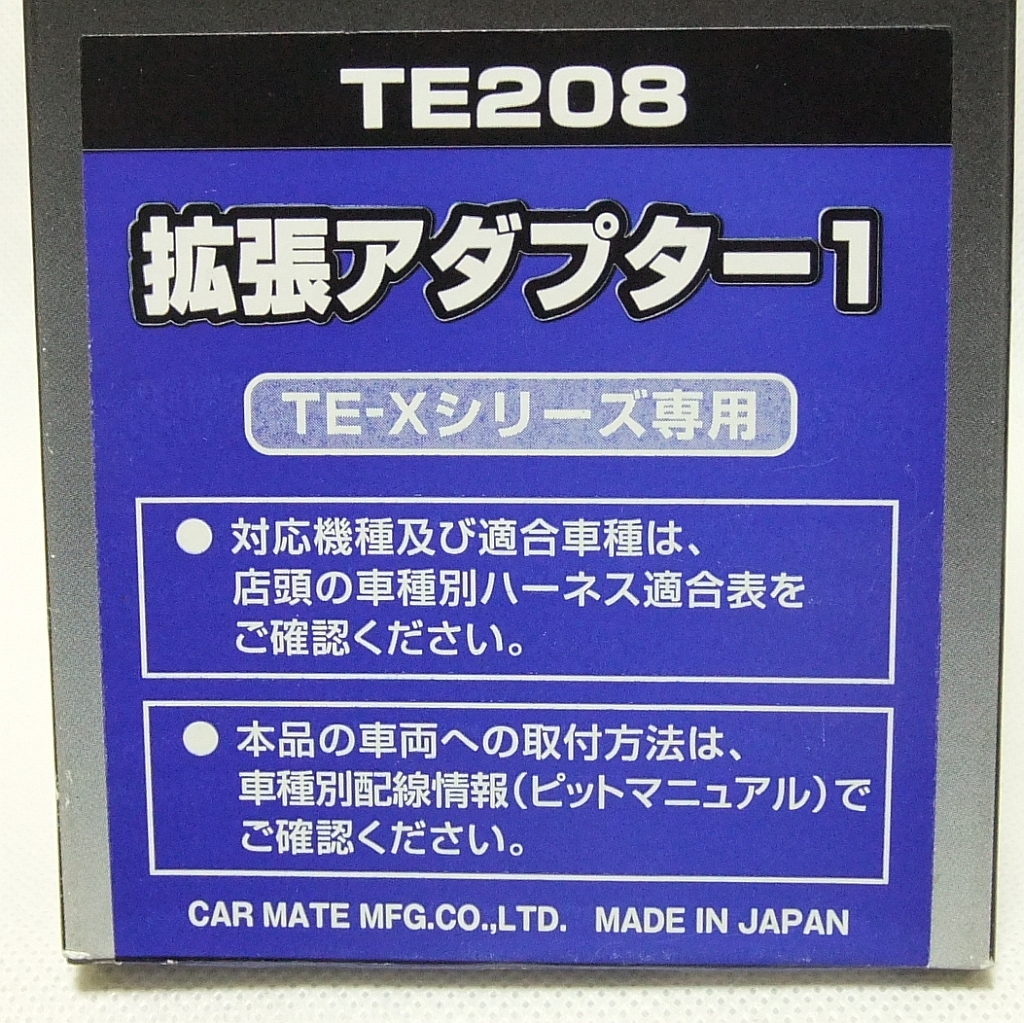 TE208
拡張アダプター1
TE-Xシリーズ専用
●対応機種及び適合車種は、
店頭の車種別ハーネス適合表を
ご確認ください。
●本品の車両への取付方法は、
車種別配線情報(ピットマニュアル)で
ご確認ください。
CAR MATE MFG.CO.,LTD. MADE IN JAPAN